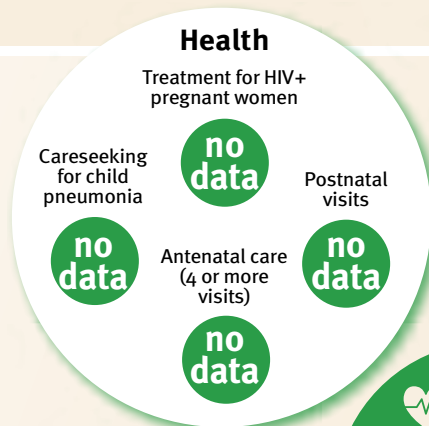 Health
Treatment for HIV+
pregnant women
no
data
Careseeking
for child
pneumonia
no
data
Postnatal
visits
no
data
Antenatal care
(4 or more
visits)
no
data